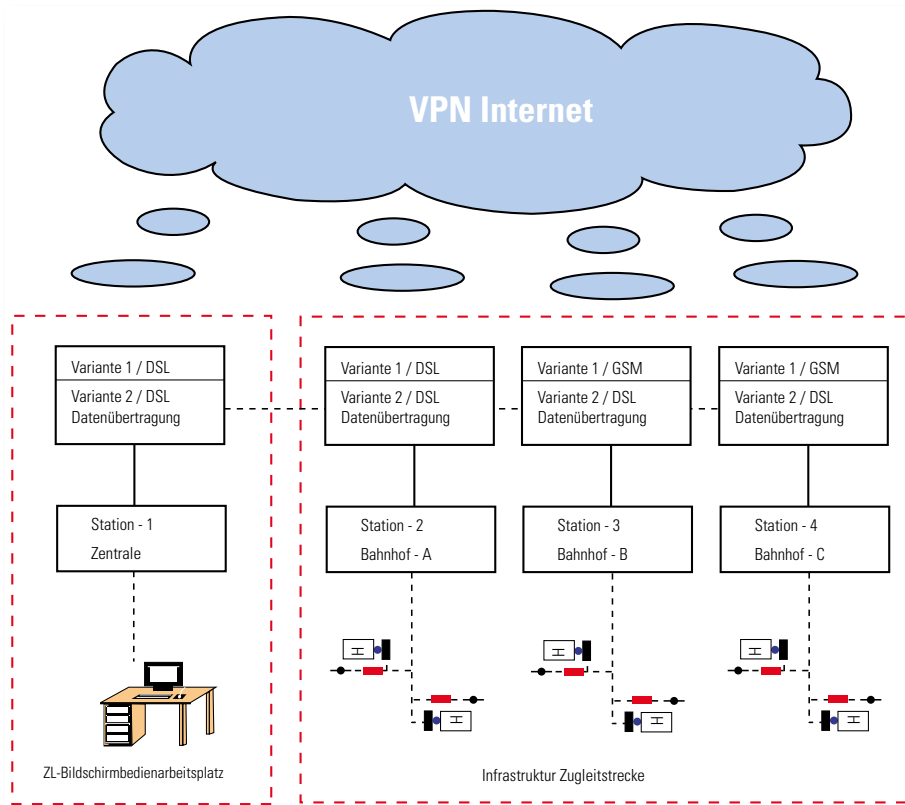 VPN Internet
Variante 1 / DSL
Variante 2 / DSL
Datenübertragung
Station - 1
Zentrale
ZL-Bildschirmbedienarbeitsplatz
Variante 1 / DSL
Variante 2 / DSL
Datenübertragung
Station - 2
Bahnhof - A
Variante 1 / GSM
Variante 2 / DSL
Datenübertragung
Station - 3
Bahnhof - B
Variante 1 / GSM
Variante 2 / DSL
Datenübertragung
Station - 4
Bahnhof - C
Infrastruktur Zugleitstrecke